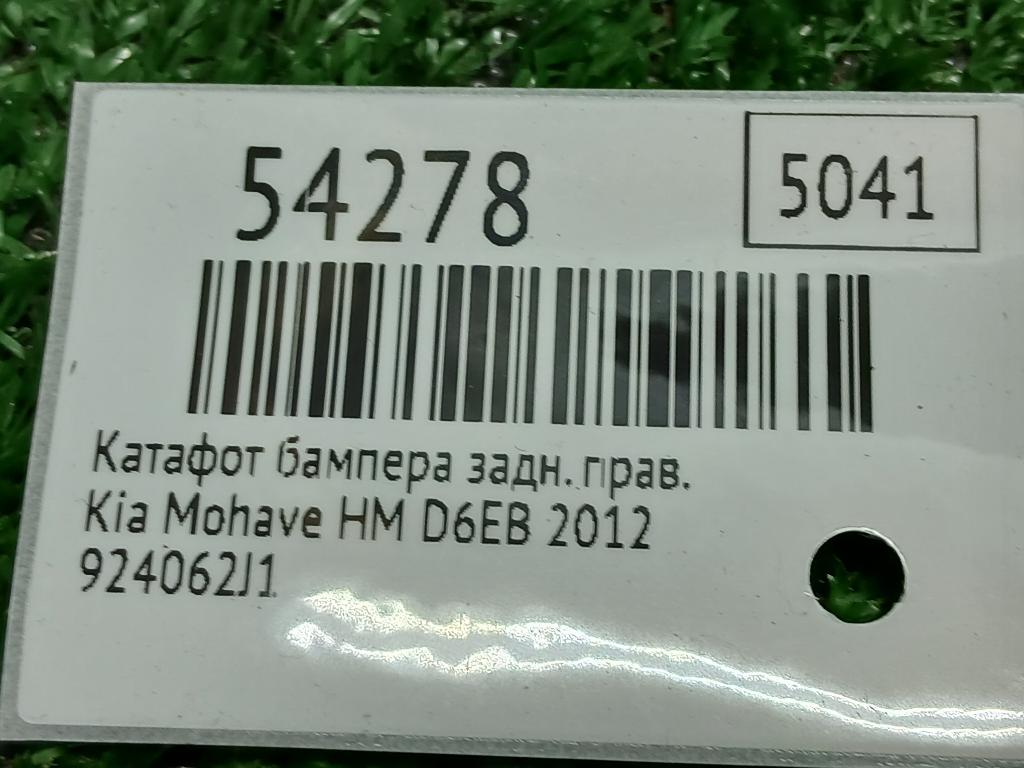 54278
5041
Катафот бампера задн. прав.
Kia Mohave HM D6EB 2012
924062J1